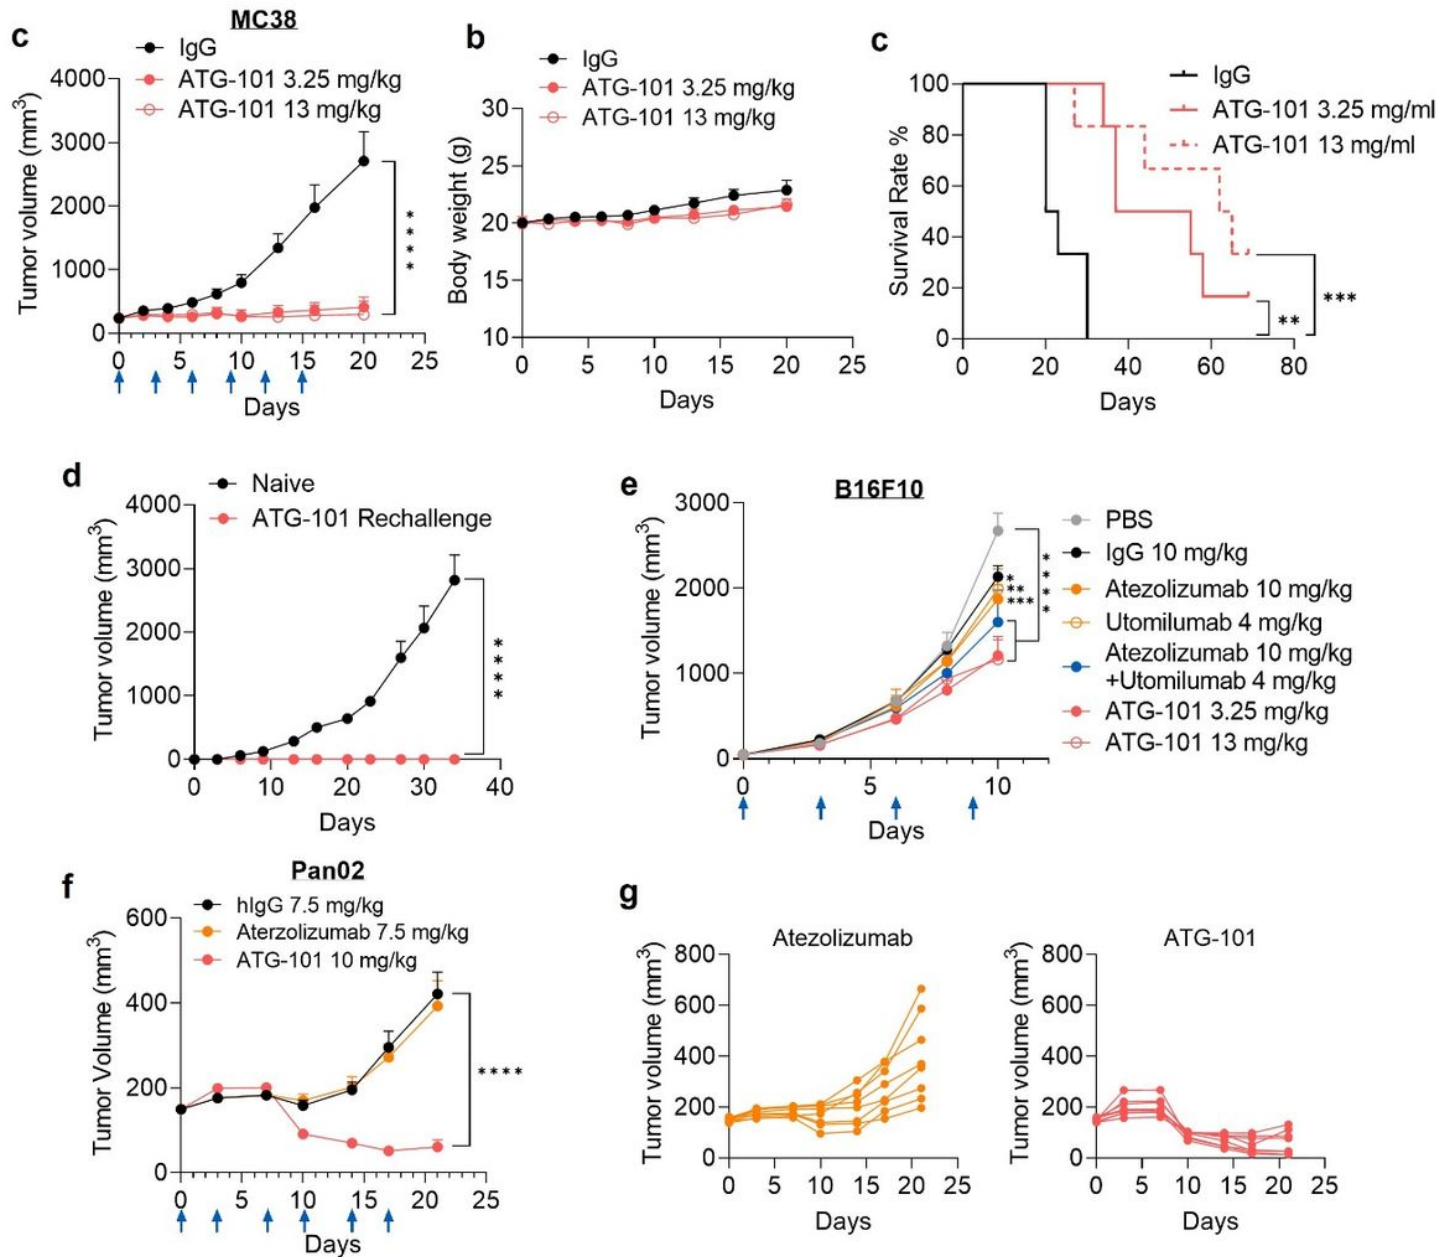 c
MC38
IgG
ATG-101 3.25 mg/kg
ATG-101 13 mg/kg
Tumor volume (mm3)
4000
3000
2000
1000
0
0 5 10 15 20 25
Days
****
b
IgG
ATG-101 3.25 mg/kg
ATG-101 13 mg/kg
Body weight (g)
30
25
20
15
10
0 5 10 15 20 25
Days
c
IgG
ATG-101 3.25 mg/ml
ATG-101 13 mg/ml
Survival Rate %
100
80
60
40
20
0
0 20 40 60 80
Days
**
***
d
Naive
ATG-101 Rechallenge
Tumor volume (mm3)
4000
3000
2000
1000
0
0 10 20 30 40
Days
****
e
B16F10
Tumor volume (mm3)
3000
2000
1000
0
0 5 10
Days
*
**
***
****
PBS
IgG 10 mg/kg
Atezolizumab 10 mg/kg
Utomilumab 4 mg/kg
Atezolizumab 10 mg/kg
+Utomilumab 4 mg/kg
ATG-101 3.25 mg/kg
ATG-101 13 mg/kg
f
Pan02
hIgG 7.5 mg/kg
Aterzolizumab 7.5 mg/kg
ATG-101 10 mg/kg
Tumor Volume (mm3)
600
400
200
0
0 5 10 15 20 25
Days
****
g
Atezolizumab
Tumor volume (mm3)
800
600
400
200
0
0 5 10 15 20 25
Days
ATG-101
Tumor volume (mm3)
800
600
400
200
0
0 5 10 15 20 25
Days